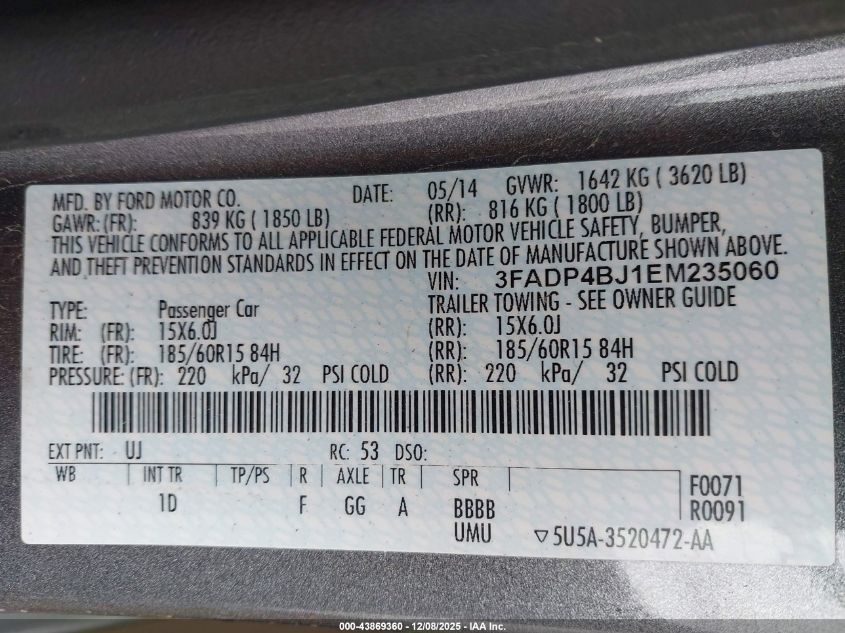 MFD. BY FORD MOTOR CO. DATE: 05/14 GVWR: 1642 KG ( 3620 LB)
GAWR: (FR): 839 KG ( 1850 LB) (RR): 816 KG ( 1800 LB)
THIS VEHICLE CONFORMS TO ALL APPLICABLE FEDERAL MOTOR VEHICLE SAFETY, BUMPER,
AND THEFT PREVENTION STANDARDS IN EFFECT ON THE DATE OF MANUFACTURE SHOWN ABOVE.
VIN: 3FADP4BJ1EM235060
TYPE: Passenger Car TRAILER TOWING - SEE OWNER GUIDE
RIM: (FR): 15X6.0J (RR): 15X6.0J
TIRE: (FR): 185/60R15 84H (RR): 185/60R15 84H
PRESSURE: (FR): 220 kPa/ 32 PSI COLD (RR): 220 kPa/ 32 PSI COLD
EXT PNT: UJ RC: 53 DSO:
WB INT TR TP/PS R AXLE TR SPR F0071
1D F GG A BBBB R0091
UMU ▽5U5A-3520472-AA
000-43869360 - 12/08/2025 - IAA Inc.